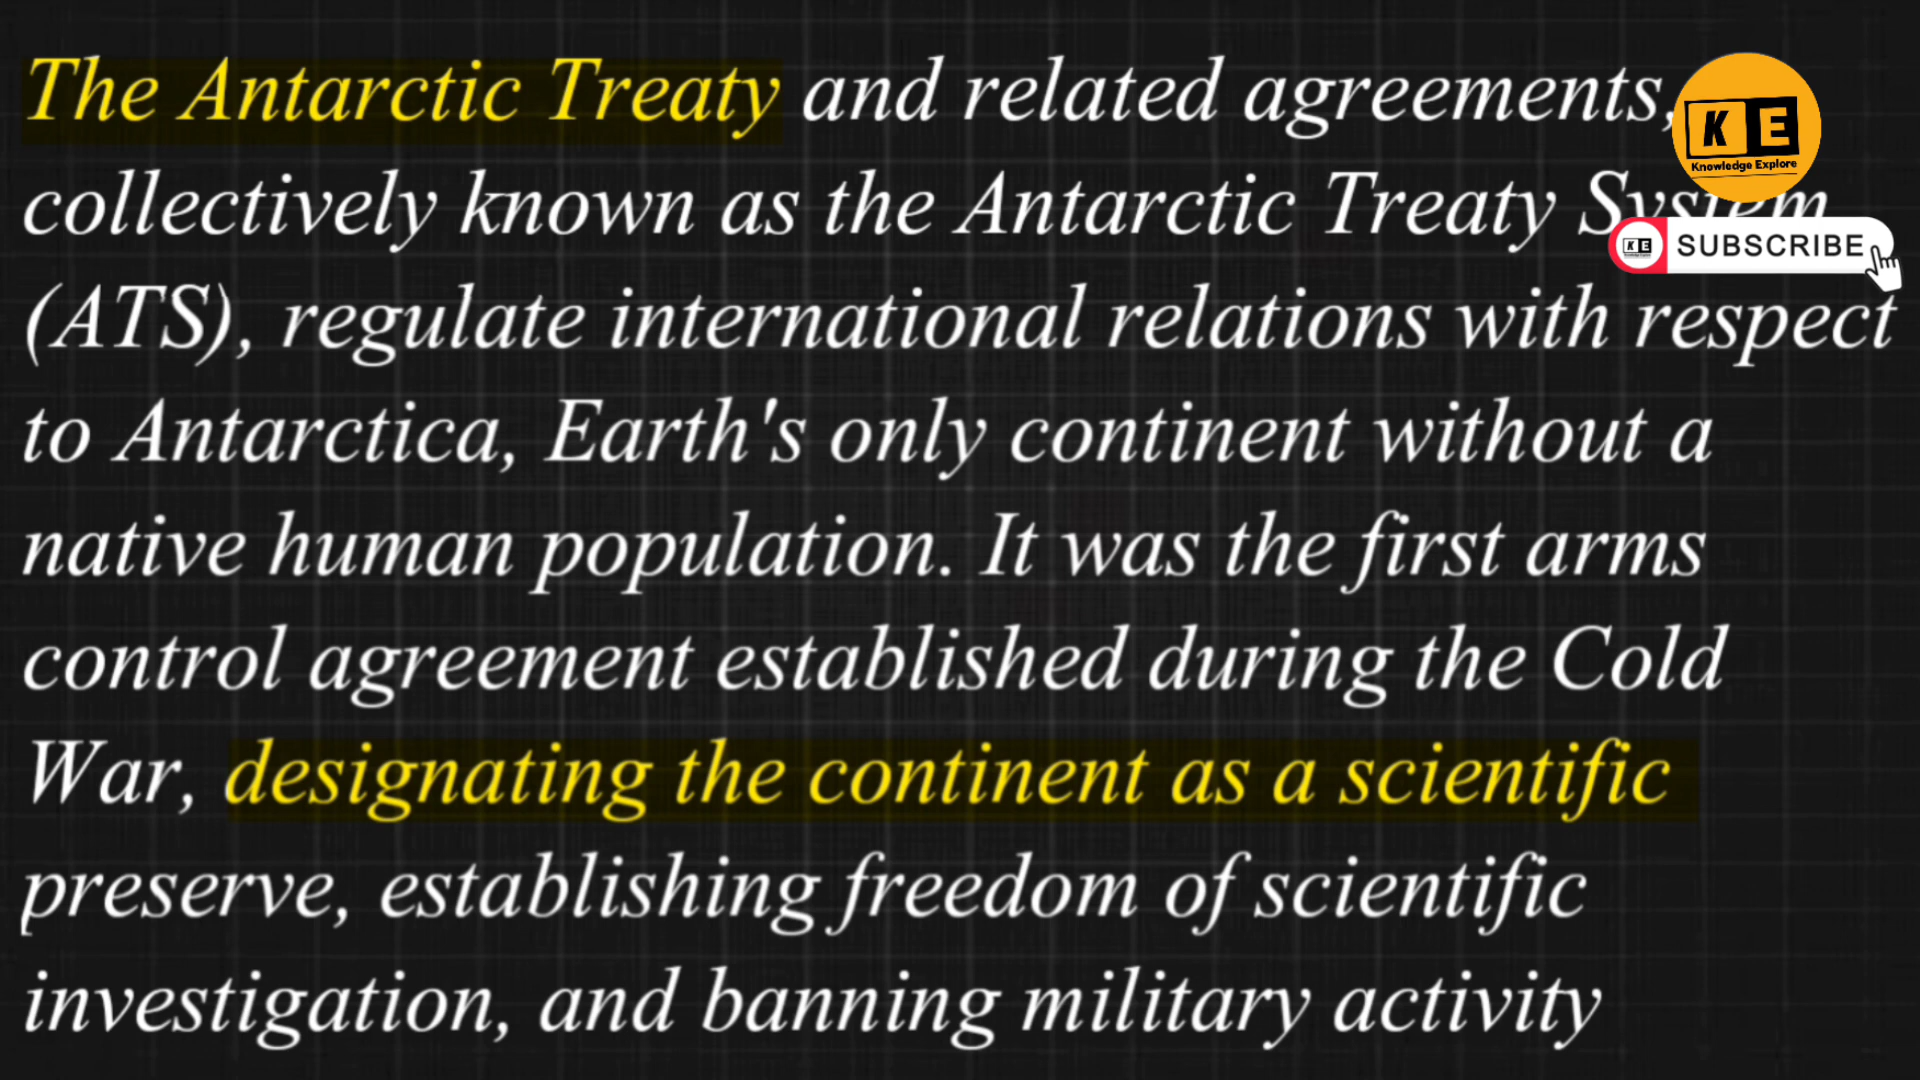 The Antarctic Treaty and related agreements,
collectively known as the Antarctic Treaty System
(ATS), regulate international relations with respect
to Antarctica, Earth's only continent without a
native human population. It was the first arms
control agreement established during the Cold
War, designating the continent as a scientific
preserve, establishing freedom of scientific
investigation, and banning military activity
K E
Knowledge Explore
KE
SUBSCRIBE